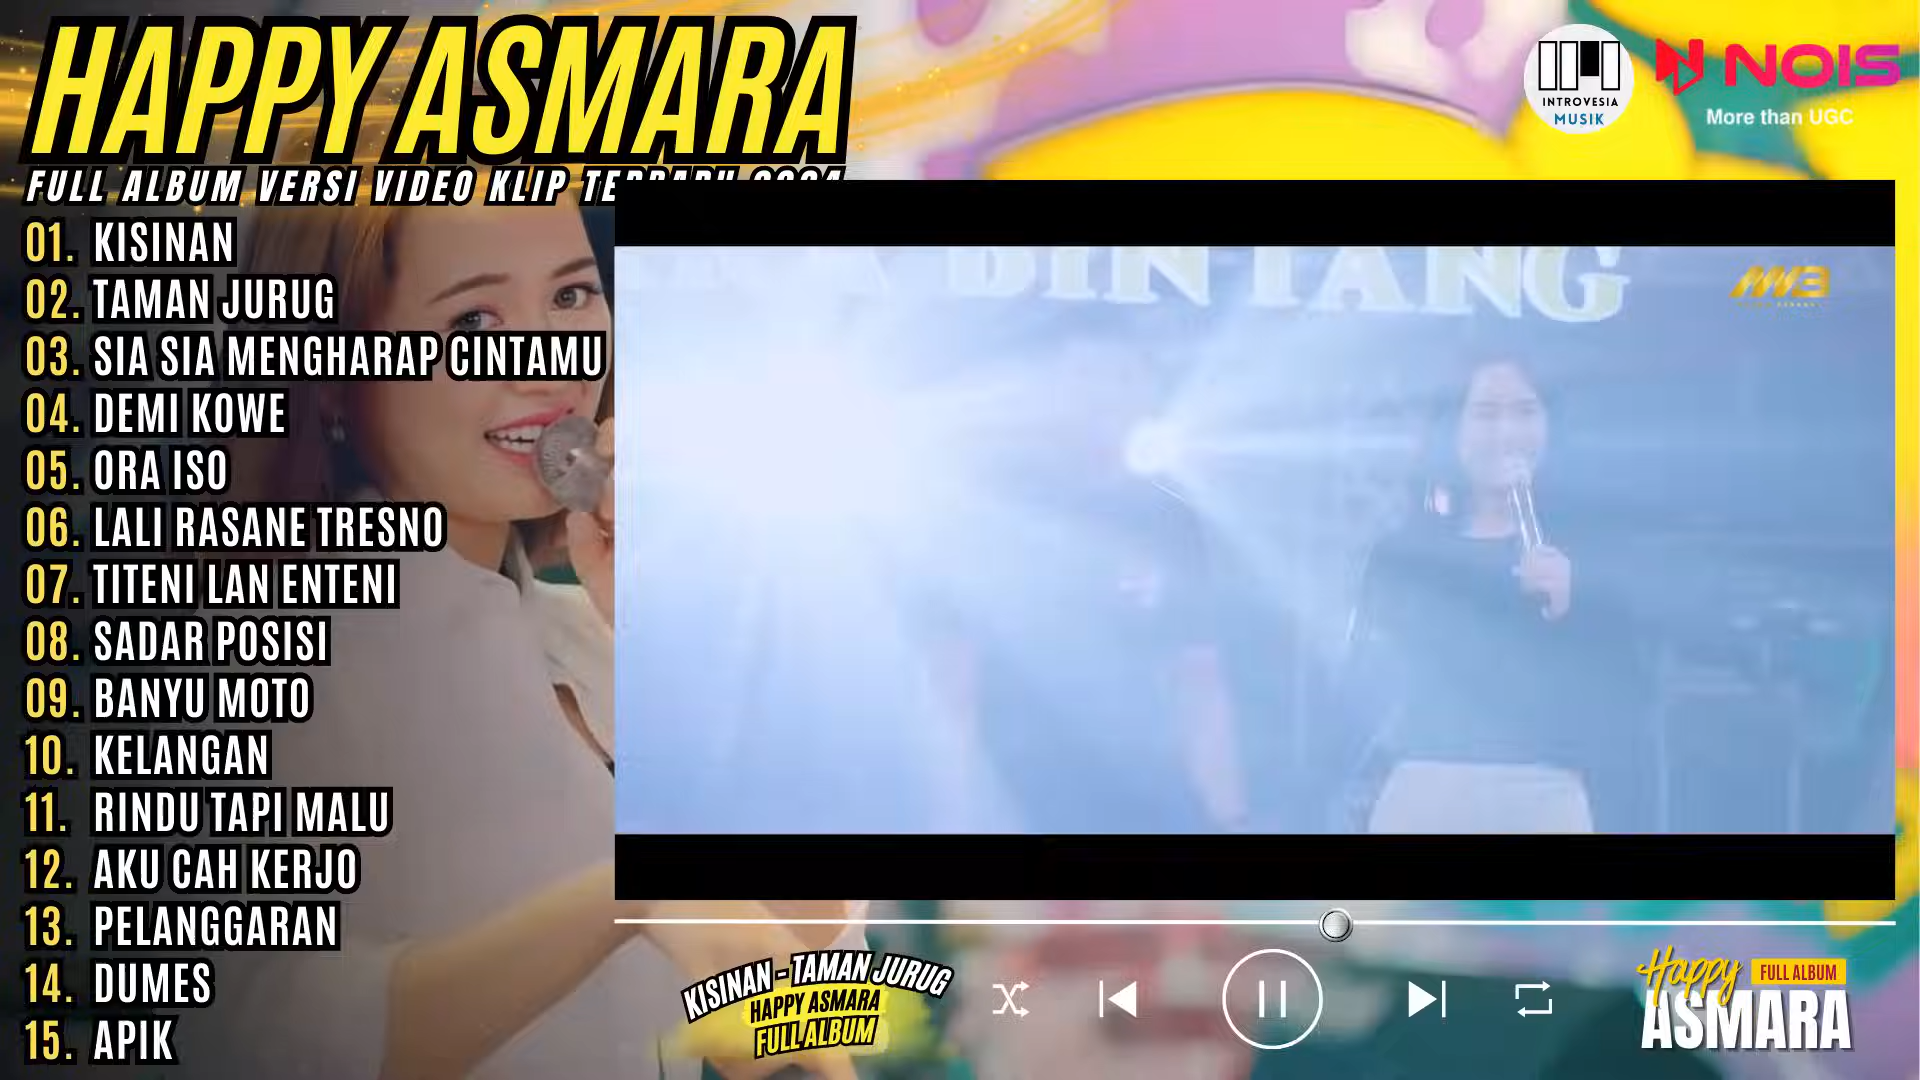 HAPPY ASMARA
FULL ALBUM VERSI VIDEO KLIP TERBARU 2024
01. KISINAN
02. TAMAN JURUG
03. SIA SIA MENGHARAP CINTAMU
04. DEMI KOWE
05. ORA ISO
06. LALI RASANE TRESNO
07. TITENI LAN ENTENI
08. SADAR POSISI
09. BANYU MOTO
10. KELANGAN
11. RINDU TAPI MALU
12. AKU CAH KERJO
13. PELANGGARAN
14. DUMES
15. APIK
INTROVESIA
MUSIK
NOIS
More than UGC
BINTANG
KISINAN - TAMAN JURUG
HAPPY ASMARA
FULL ALBUM
Happy
FULL ALBUM
ASMARA